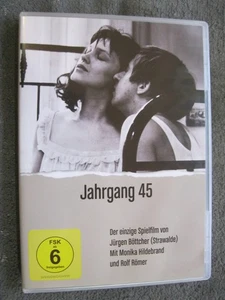 Jahrgang 45
Der einzige Spielfilm von
Jürgen Böttcher (Strawalde)
Mit Monika Hildebrand
und Rolf Römer
FSK
6